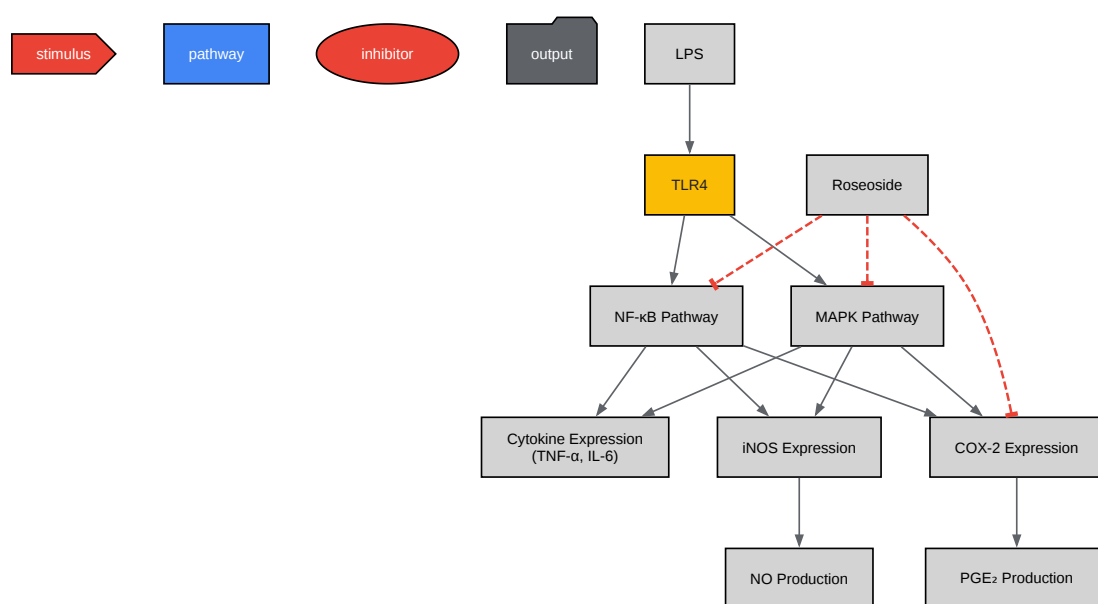 stimulus
pathway
inhibitor
output
LPS
TLR4
Roseoside
NF-κB Pathway
MAPK Pathway
Cytokine Expression
(TNF-α, IL-6)
iNOS Expression
COX-2 Expression
NO Production
PGE₂ Production